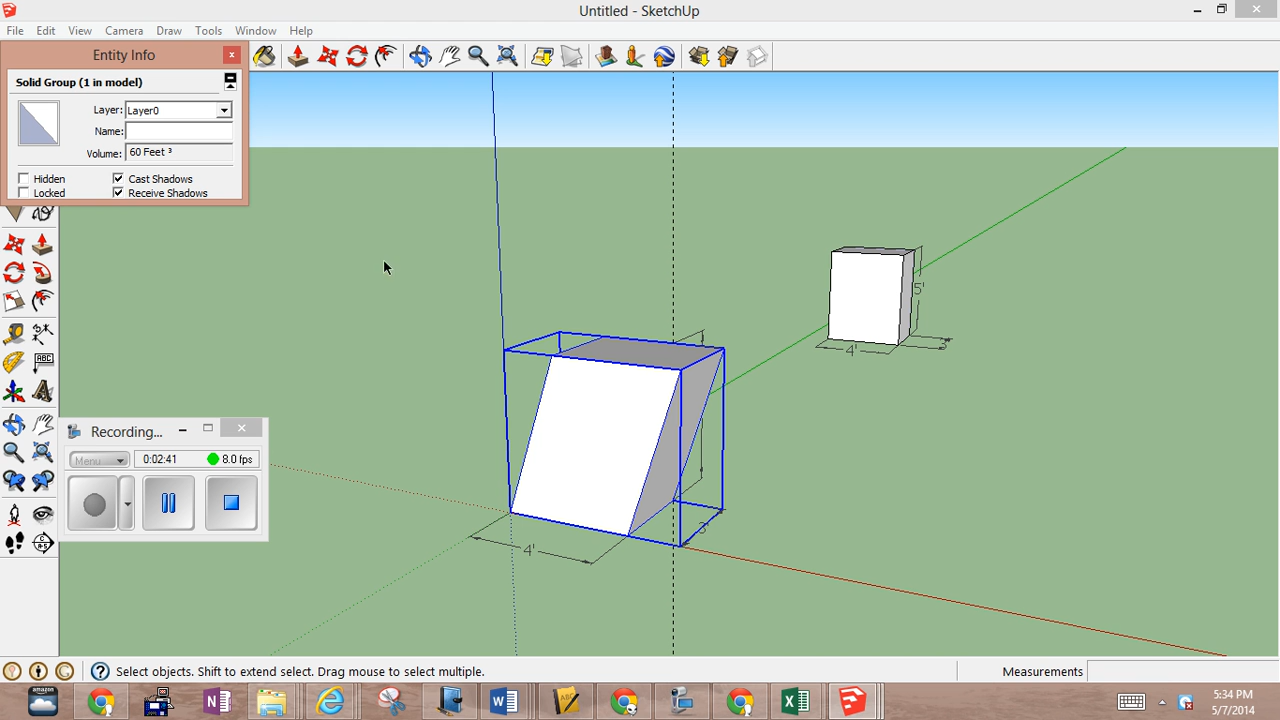 Untitled - SketchUp
File Edit View Camera Draw Tools Window Help
Entity Info
Solid Group (1 in model)
Layer: Layer0
Name:
Volume: 60 Feet ³
Hidden Cast Shadows
Locked Receive Shadows
5'
4'
ABC
Recording...
Menu 0:02:41 8.0 fps
3'
4'
Select objects. Shift to extend select. Drag mouse to select multiple. Measurements
amazon
5:34 PM
5/7/2014